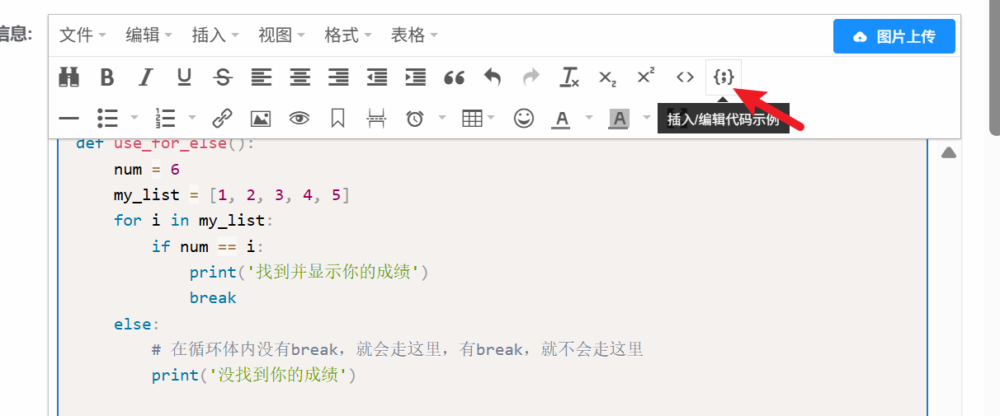 信息:
文件 编辑 插入 视图 格式 表格
图片上传
插入/编辑代码示例
def use_for_else():
    num = 6
    my_list = [1, 2, 3, 4, 5]
    for i in my_list:
        if num == i:
            print('找到并显示你的成绩')
            break
    else:
        # 在循环体内没有break，就会走这里，有break，就不会走这里
        print('没找到你的成绩')